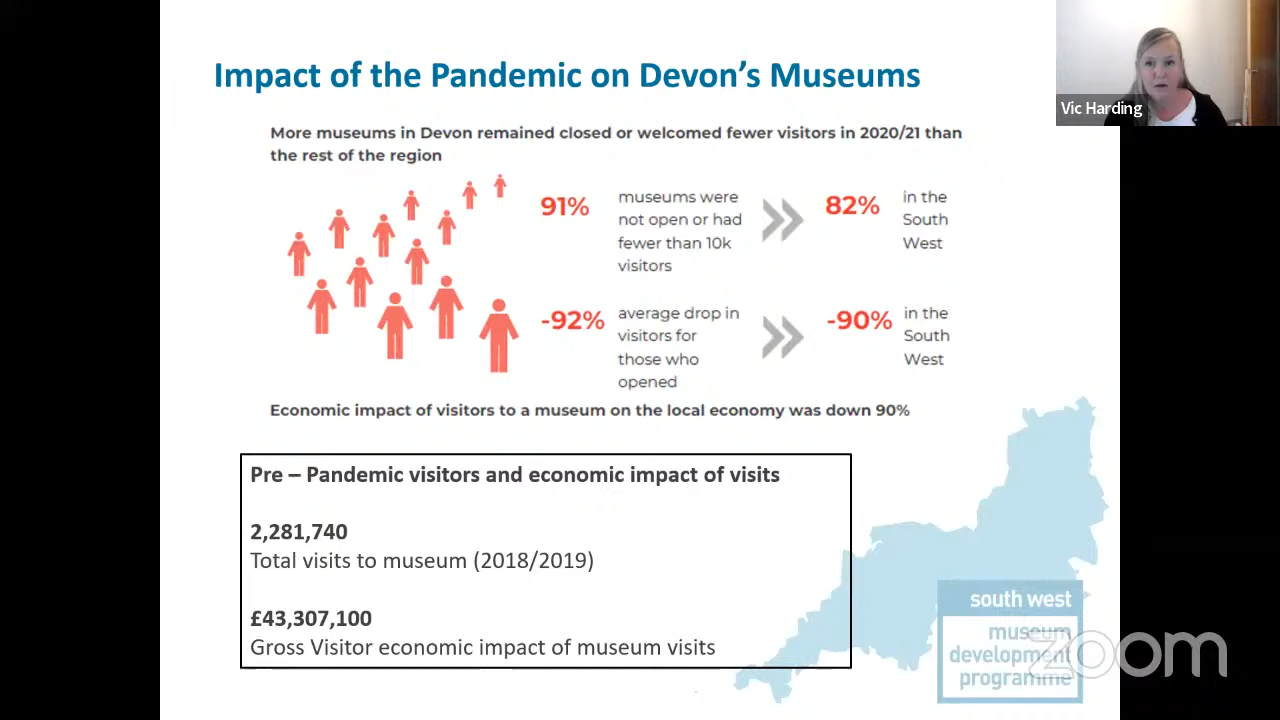 Impact of the Pandemic on Devon's Museums
Vic Harding
More museums in Devon remained closed or welcomed fewer visitors in 2020/21 than
the rest of the region
91%
museums were
not open or had
fewer than 10k
visitors
82%
in the
South
West
-92%
average drop in
visitors for
those who
opened
-90%
in the
South
West
Economic impact of visitors to a museum on the local economy was down 90%
Pre – Pandemic visitors and economic impact of visits
2,281,740
Total visits to museum (2018/2019)
£43,307,100
Gross Visitor economic impact of museum visits
south west
museum
development
programme
zoom